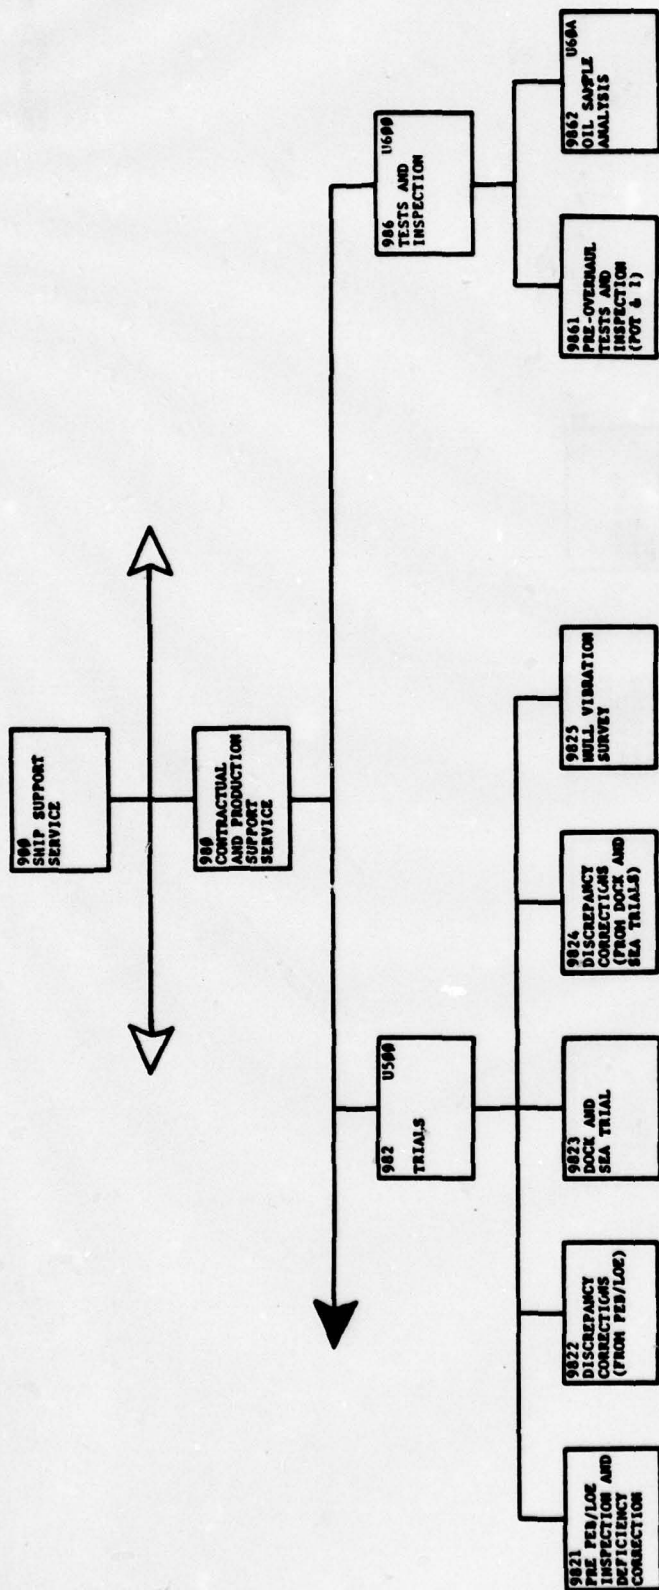 900
SHIP SUPPORT
SERVICE
980
CONTRACTUAL
AND PRODUCTION
SUPPORT
SERVICE
982 U500
TRIALS
986 U600
TESTS AND
INSPECTION
9821
PRE PEB/LOE
INSPECTION AND
DEFICIENCY
CORRECTION
9822
DISCREPANCY
CORRECTIONS
(FROM PEB/LOE)
9823
DOCK AND
SEA TRIAL
9824
DISCREPANCY
CORRECTIONS
(FROM DOCK AND
SEA TRIALS)
9825
HULL VIBRATION
SURVEY
9861
PRE-OVERHAUL
TESTS AND
INSPECTION
(POT & I)
9862 U60A
OIL SAMPLE
ANALYSIS